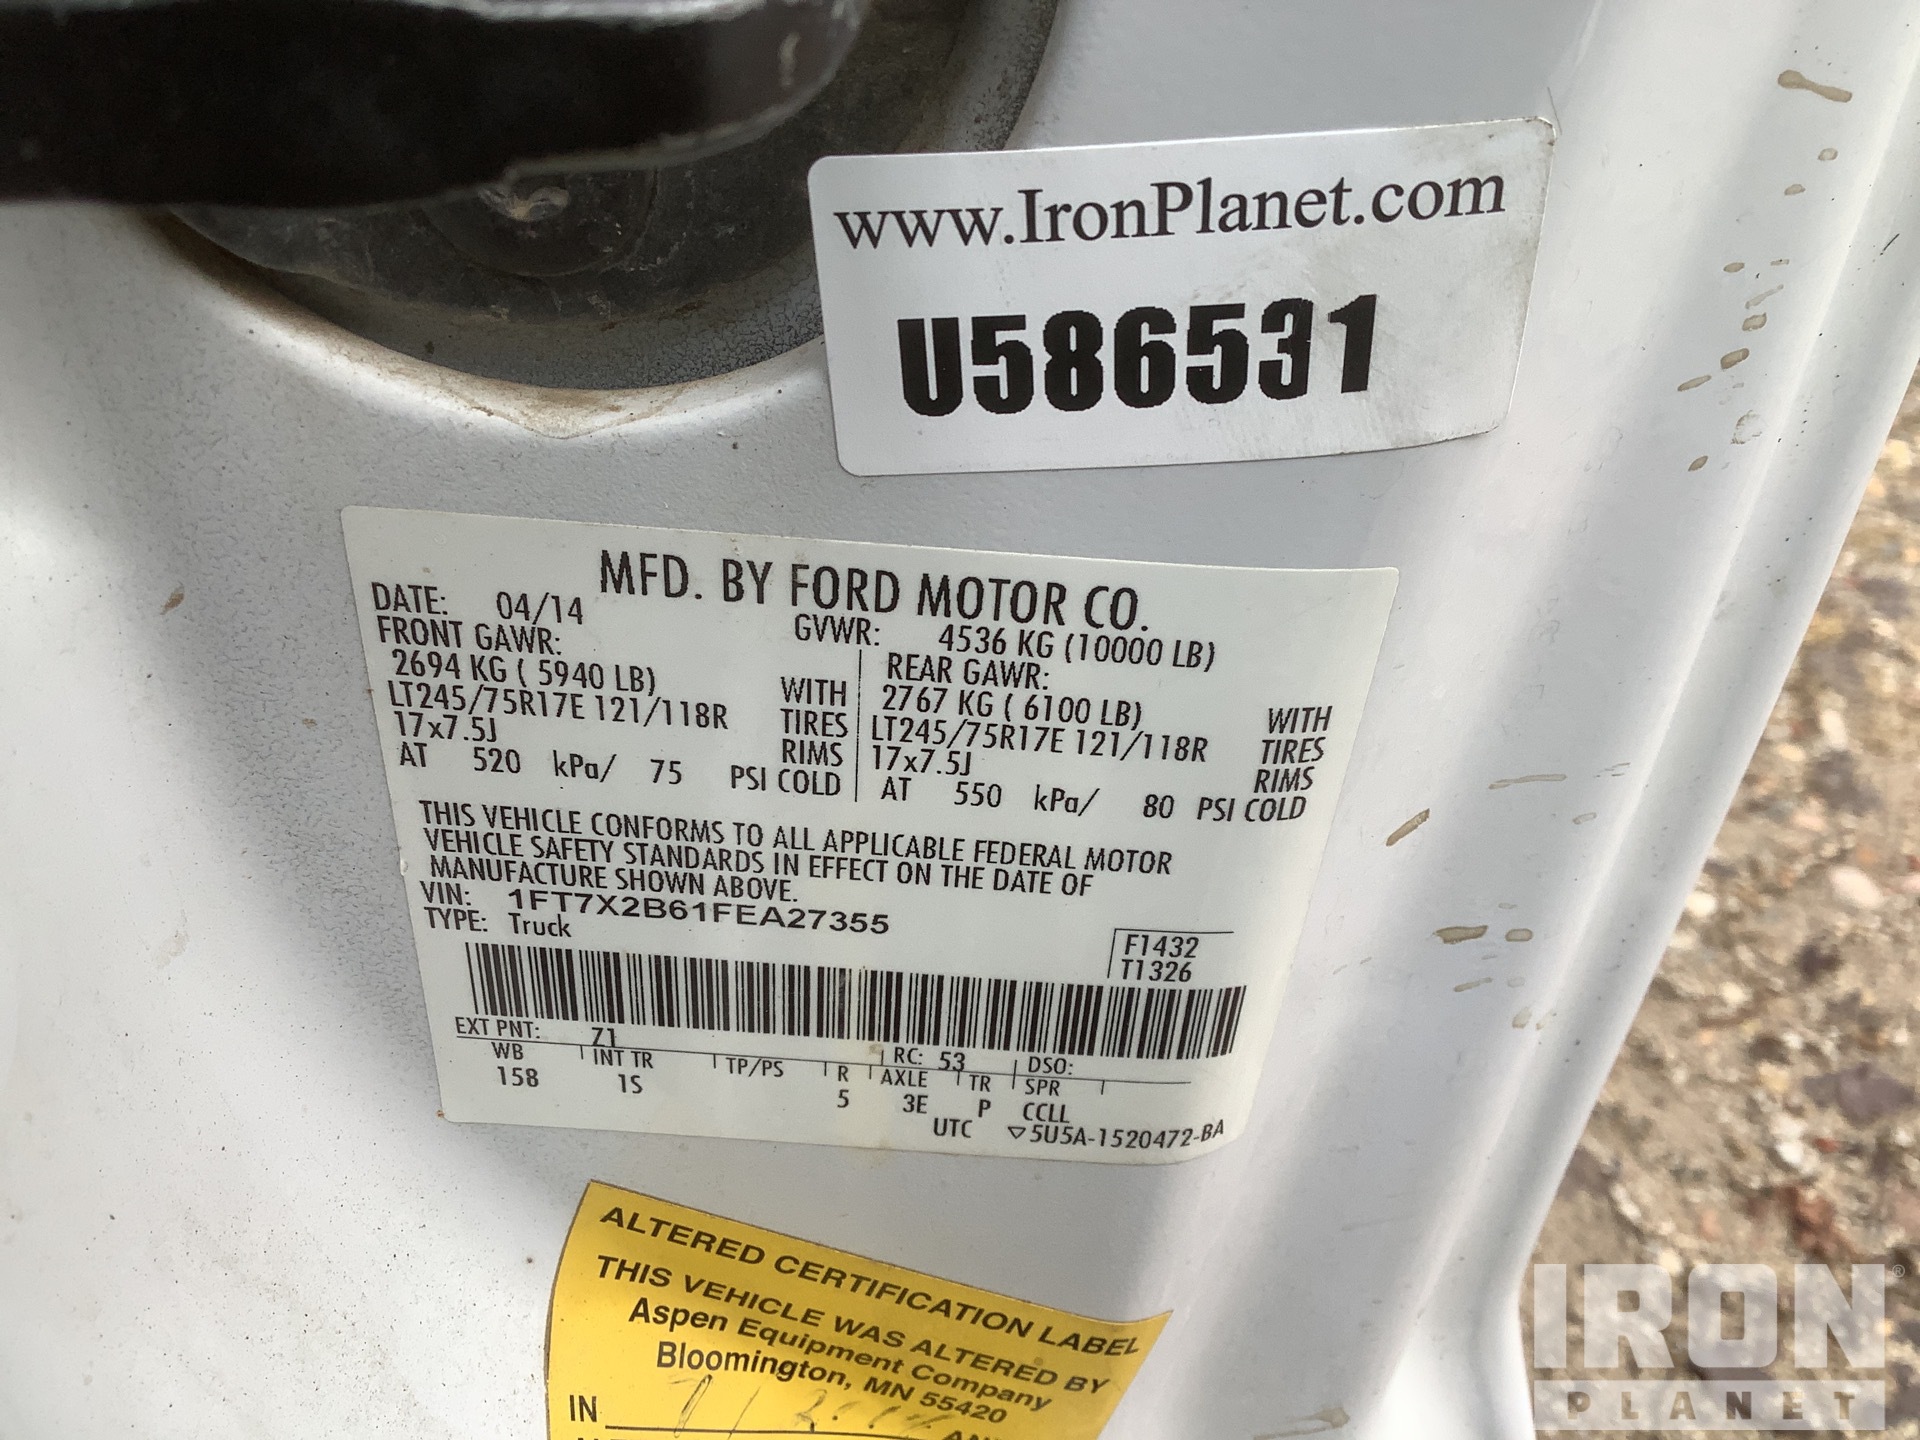 www.IronPlanet.com
U586531
MFD. BY FORD MOTOR CO.
DATE: 04/14 GVWR: 4536 KG (10000 LB)
FRONT GAWR: REAR GAWR:
2694 KG ( 5940 LB) WITH 2767 KG ( 6100 LB) WITH
LT245/75R17E 121/118R TIRES LT245/75R17E 121/118R TIRES
17x7.5J RIMS 17x7.5J RIMS
AT 520 kPa/ 75 PSI COLD AT 550 kPa/ 80 PSI COLD
THIS VEHICLE CONFORMS TO ALL APPLICABLE FEDERAL MOTOR
VEHICLE SAFETY STANDARDS IN EFFECT ON THE DATE OF
MANUFACTURE SHOWN ABOVE.
VIN: 1FT7X2B61FEA27355
TYPE: Truck
F1432
T1326
EXT PNT: Z1 RC: 53 DSO:
WB INT TR TP/PS R AXLE TR SPR
158 1S 5 3E P CCLL
UTC ▽5U5A-1520472-BA
ALTERED CERTIFICATION LABEL
THIS VEHICLE WAS ALTERED BY
Aspen Equipment Company
Bloomington, MN 55420
IN
IRON ®
PLANET